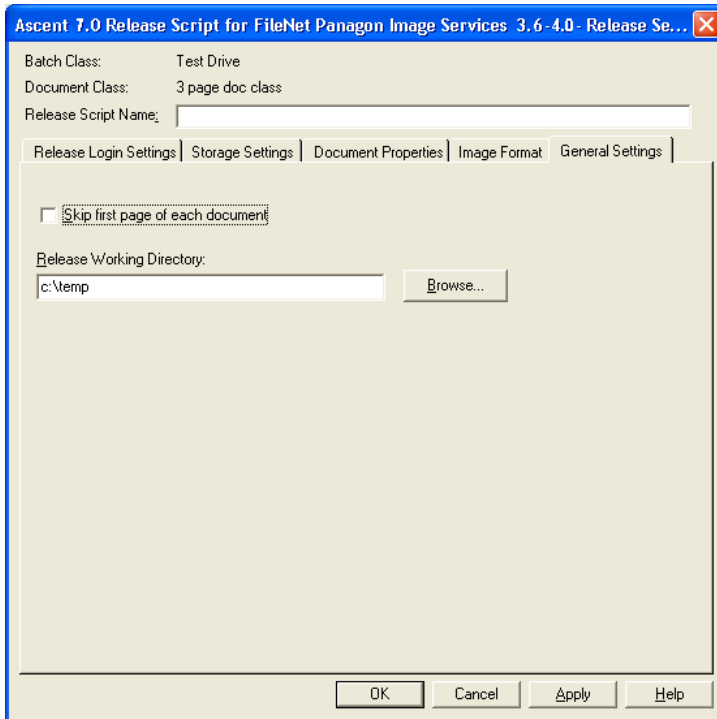 Ascent 7.0 Release Script for FileNet Panagon Image Services 3.6-4.0- Release Se...
Batch Class: Test Drive
Document Class: 3 page doc class
Release Script Name:
Release Login Settings Storage Settings Document Properties Image Format General Settings
Skip first page of each document
Release Working Directory:
c:\temp Browse...
OK Cancel Apply Help